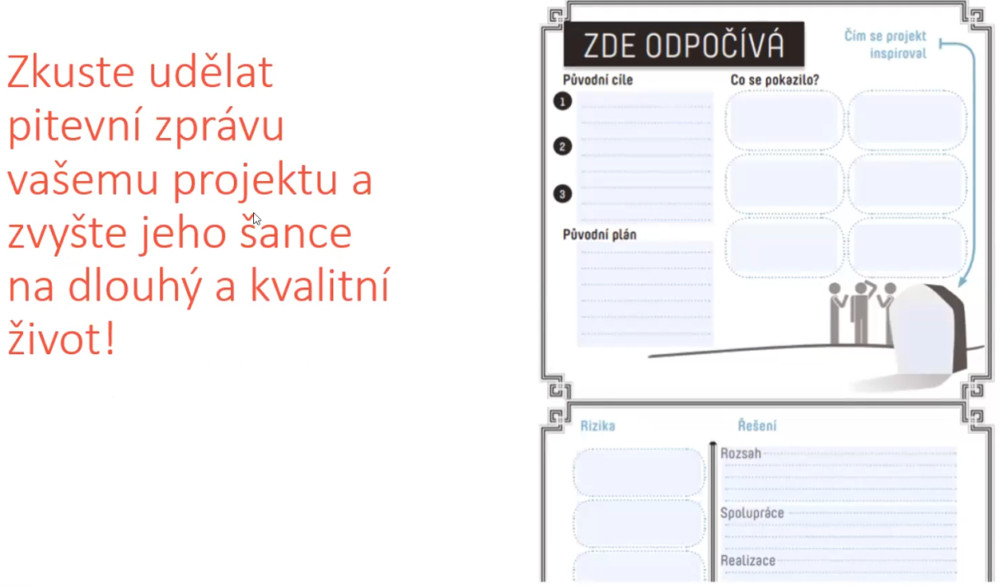 Zkuste udělat
pitevní zprávu
vašemu projektu a
zvyšte jeho šance
na dlouhý a kvalitní
život!
ZDE ODPOČÍVÁ
Čím se projekt
inspiroval
Původní cíle
1
2
3
Původní plán
Co se pokazilo?
Rizika
Řešení
Rozsah
Spolupráce
Realizace